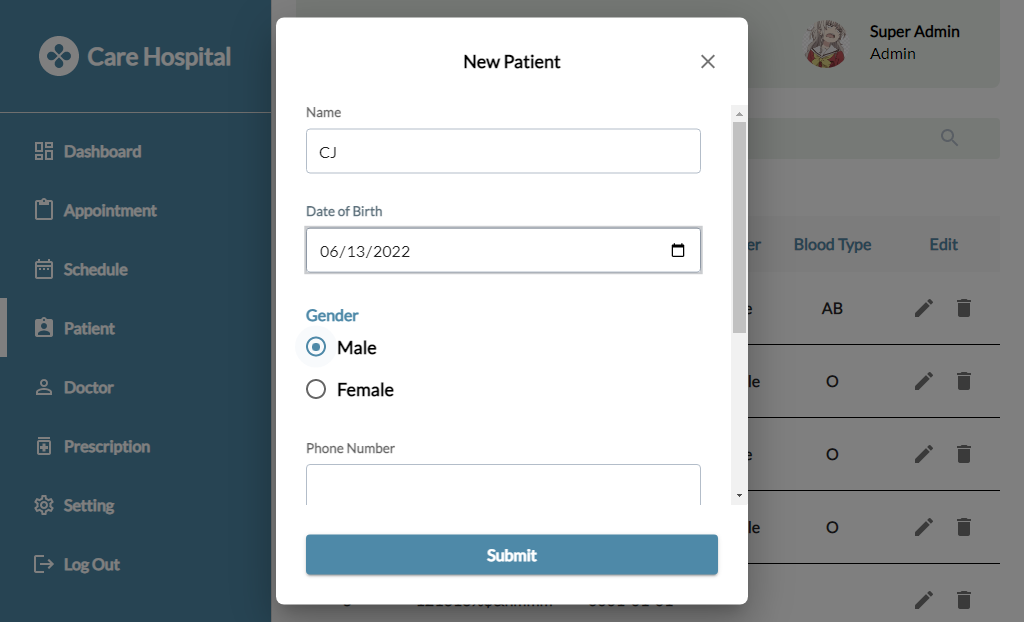 Care Hospital
Dashboard
Appointment
Schedule
Patient
Doctor
Prescription
Setting
Log Out
Super Admin
Admin
New Patient
Name
CJ
Date of Birth
06/13/2022
Gender
Male
Female
Phone Number
Submit
er Blood Type Edit
e AB
le O
e O
le O